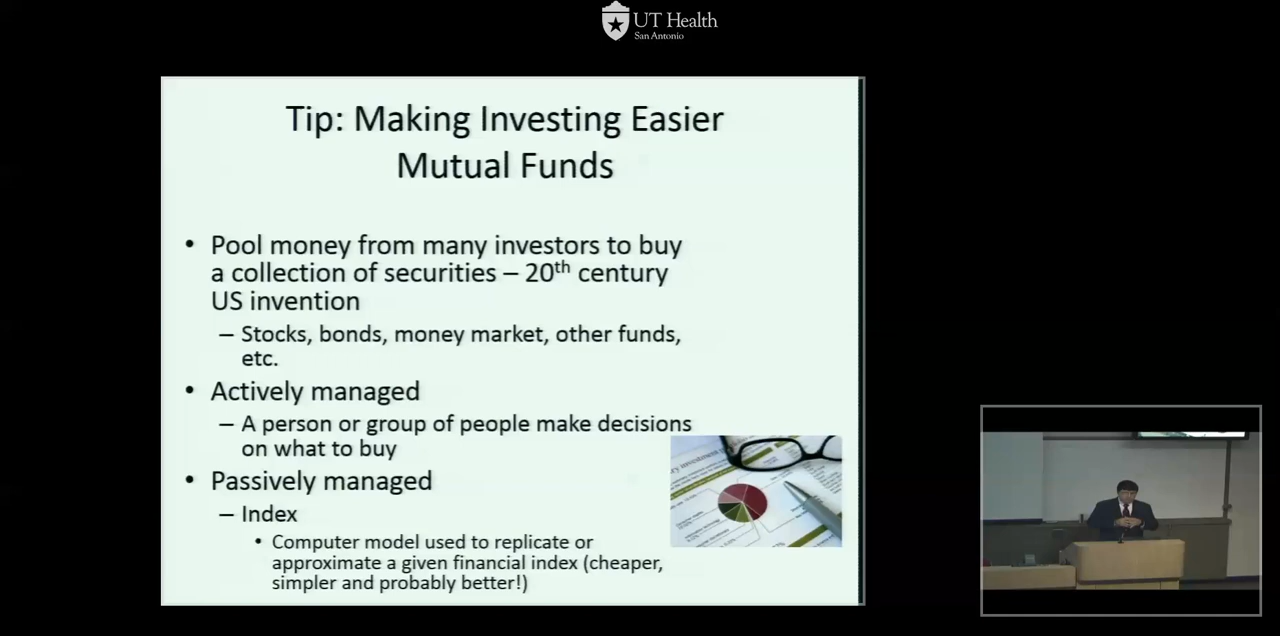 UT Health
San Antonio
Tip: Making Investing Easier
Mutual Funds
• Pool money from many investors to buy
a collection of securities – 20th century
US invention
– Stocks, bonds, money market, other funds,
etc.
• Actively managed
– A person or group of people make decisions
on what to buy
• Passively managed
– Index
• Computer model used to replicate or
approximate a given financial index (cheaper,
simpler and probably better!)